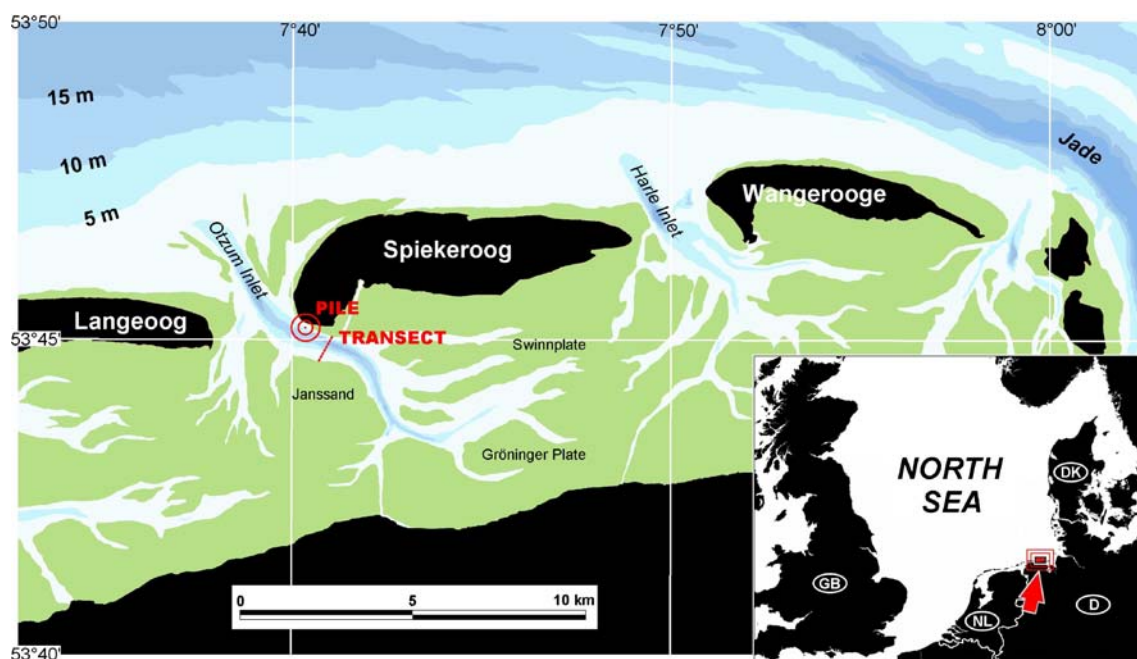 53°50'
7°40'
7°50'
8°00'
15 m
10 m
5 m
Jade
Otzum Inlet
Harle Inlet
Wangerooge
Spiekeroog
Langeoog
PILE
53°45'
TRANSECT
Swinnplate
Janssand
Gröninger Plate
0 5 10 km
53°40'
NORTH
SEA
DK
GB
NL
D